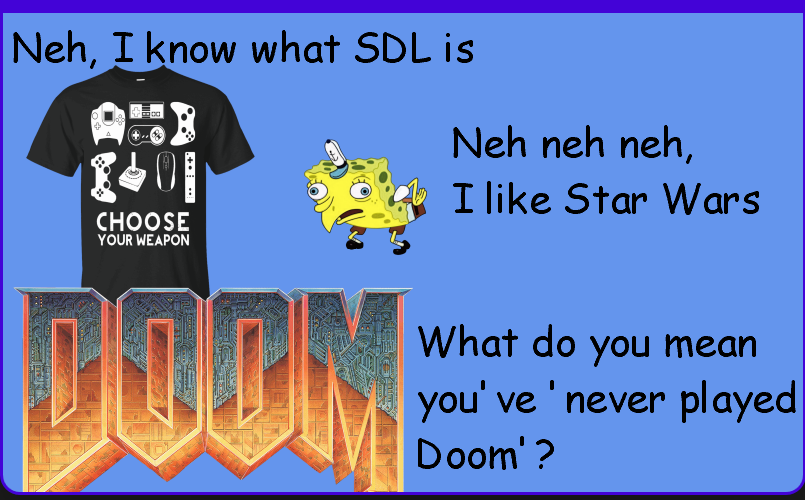 Neh, I know what SDL is
CHOOSE
YOUR WEAPON
Neh neh neh,
I like Star Wars
DOOM
What do you mean
you've 'never played
Doom'?